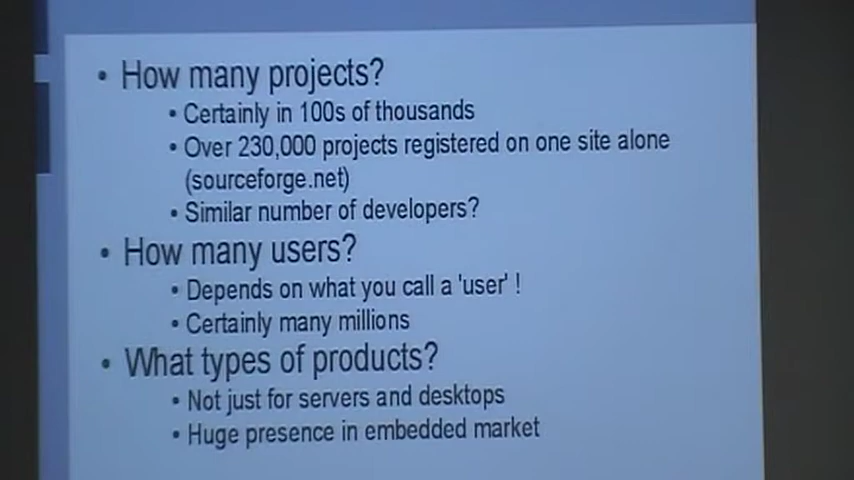 • How many projects?
• Certainly in 100s of thousands
• Over 230,000 projects registered on one site alone
(sourceforge.net)
• Similar number of developers?
• How many users?
• Depends on what you call a 'user' !
• Certainly many millions
• What types of products?
• Not just for servers and desktops
• Huge presence in embedded market